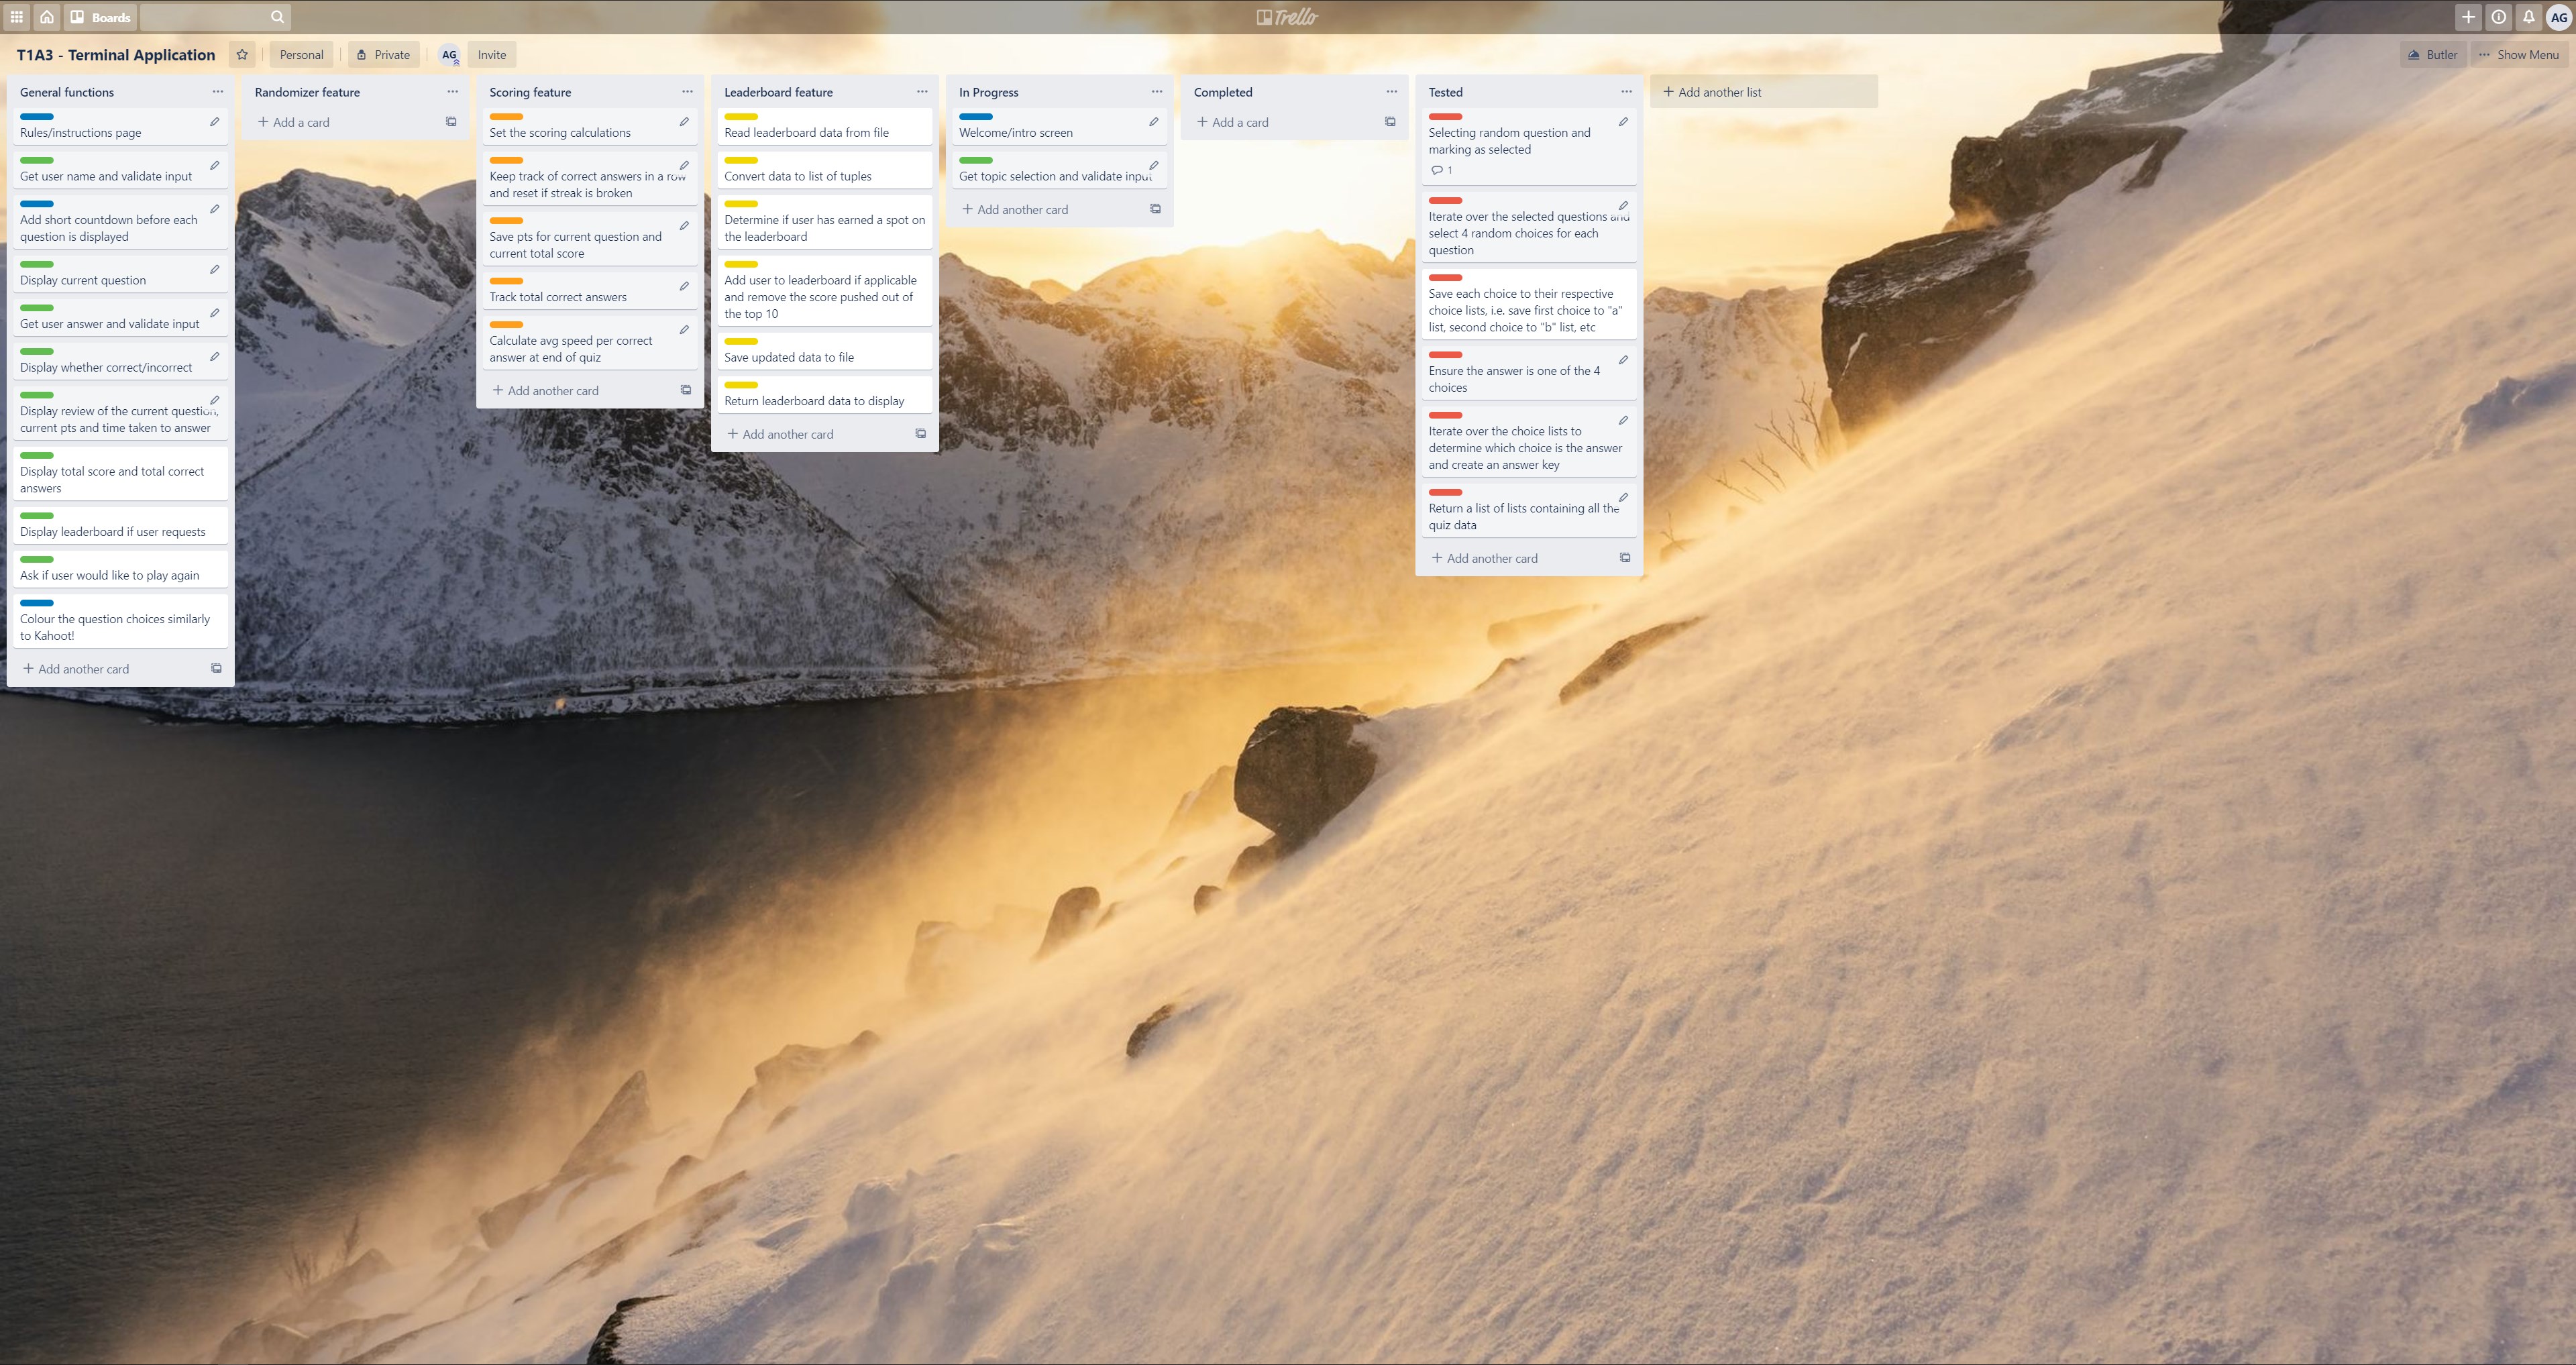 Boards
Trello
AG
T1A3 - Terminal Application
Personal
Private
AG
Invite
Butler
Show Menu
General functions
Rules/instructions page
Get user name and validate input
Add short countdown before each
question is displayed
Display current question
Get user answer and validate input
Display whether correct/incorrect
Display review of the current question,
current pts and time taken to answer
Display total score and total correct
answers
Display leaderboard if user requests
Ask if user would like to play again
Colour the question choices similarly
to Kahoot!
+ Add another card
Randomizer feature
+ Add a card
Scoring feature
Set the scoring calculations
Keep track of correct answers in a row
and reset if streak is broken
Save pts for current question and
current total score
Track total correct answers
Calculate avg speed per correct
answer at end of quiz
+ Add another card
Leaderboard feature
Read leaderboard data from file
Convert data to list of tuples
Determine if user has earned a spot on
the leaderboard
Add user to leaderboard if applicable
and remove the score pushed out of
the top 10
Save updated data to file
Return leaderboard data to display
+ Add another card
In Progress
Welcome/intro screen
Get topic selection and validate input
+ Add another card
Completed
+ Add a card
Tested
Selecting random question and
marking as selected
1
Iterate over the selected questions and
select 4 random choices for each
question
Save each choice to their respective
choice lists, i.e. save first choice to "a"
list, second choice to "b" list, etc
Ensure the answer is one of the 4
choices
Iterate over the choice lists to
determine which choice is the answer
and create an answer key
Return a list of lists containing all the
quiz data
+ Add another card
+ Add another list